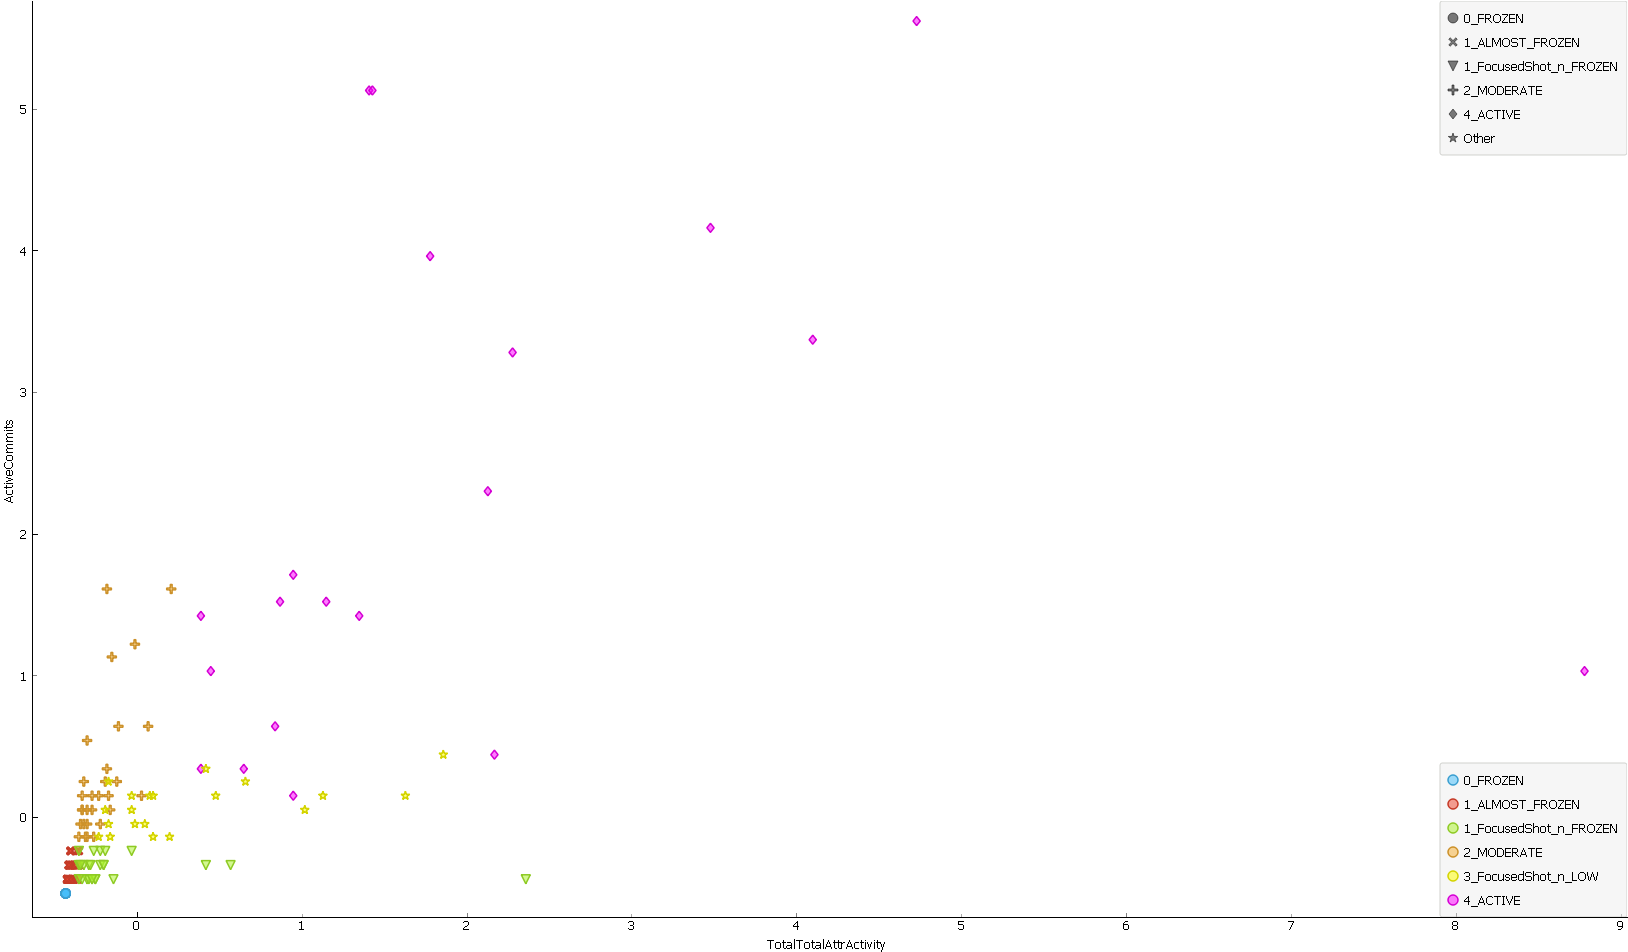 0_FROZEN
1_ALMOST_FROZEN
1_FocusedShot_n_FROZEN
2_MODERATE
4_ACTIVE
Other
5
4
3
ActiveCommits
2
1
0
0_FROZEN
1_ALMOST_FROZEN
1_FocusedShot_n_FROZEN
2_MODERATE
3_FocusedShot_n_LOW
4_ACTIVE
0 1 2 3 4 5 6 7 8 9
TotalTotalAttrActivity